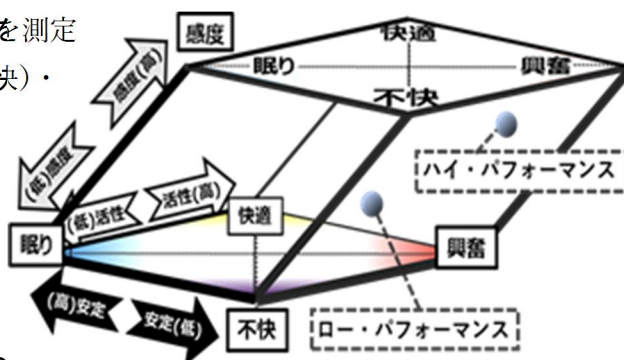 を測定
快)・
感度
快適
眠り
興奮
不快
感度(高)
(低)感度
ハイ・パフォーマンス
(低)活性
活性(高)
快適
眠り
興奮
(高)安定
安定(低)
不快
ロー・パフォーマンス